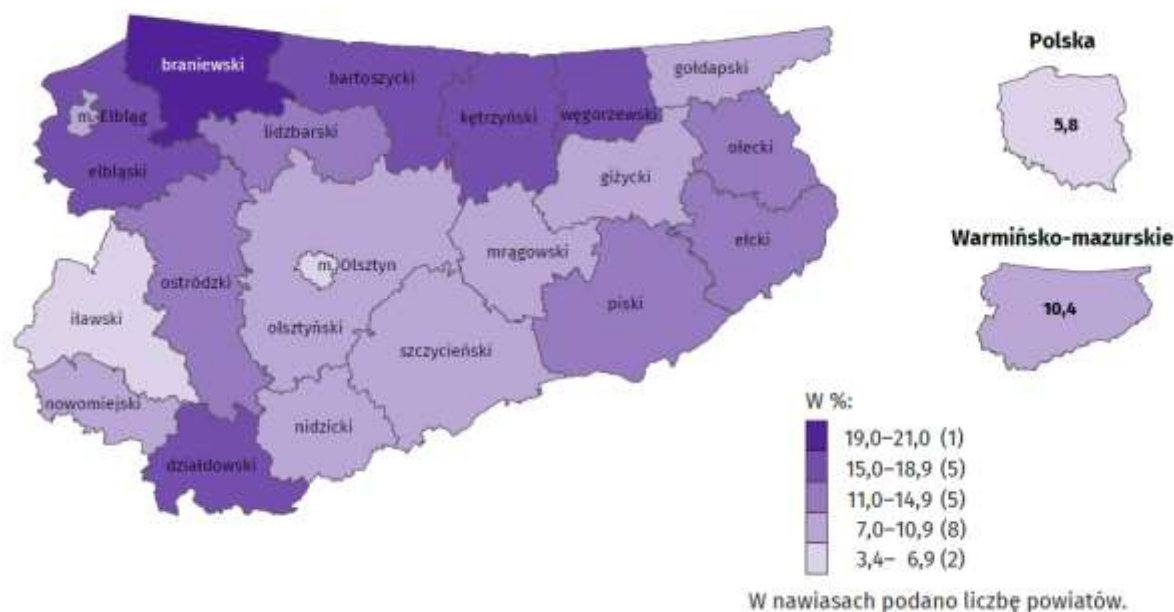 braniewski
bartoszycki
gołdapski
m. Elbląg
lidzbarski
kętrzyński
węgorzewski
elbląski
olecki
giżycki
ełcki
mrągowski
ostródzki
m. Olsztyn
piski
iławski
olsztyński
szczycieński
nowomiejski
nidzicki
działdowski
Polska
5,8
Warmińsko-mazurskie
10,4
W %:
19,0–21,0 (1)
15,0–18,9 (5)
11,0–14,9 (5)
7,0–10,9 (8)
3,4– 6,9 (2)
W nawiasach podano liczbę powiatów.